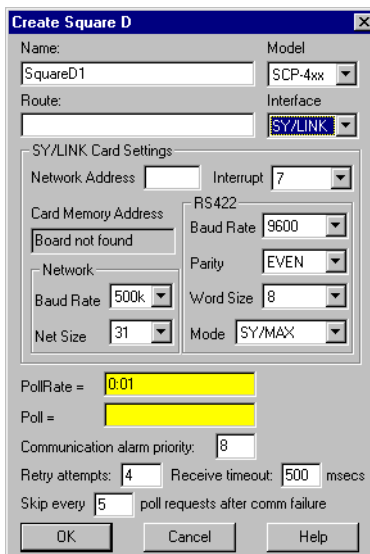 Create Square D
Name: Model
SquareD1 SCP-4xx
Route: Interface
SY/LINK
SY/LINK Card Settings
Network Address Interrupt 7
Card Memory Address
Board not found
RS422
Baud Rate 9600
Parity EVEN
Word Size 8
Mode SY/MAX
Network
Baud Rate 500k
Net Size 31
PollRate = 0:01
Poll =
Communication alarm priority: 8
Retry attempts: 4 Receive timeout: 500 msecs
Skip every 5 poll requests after comm failure
OK Cancel Help